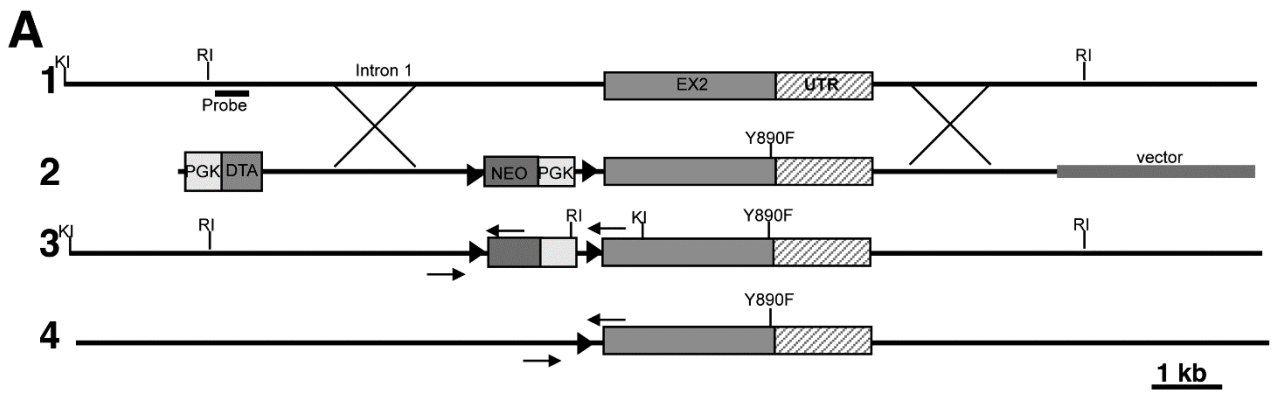 A
KI RI Intron 1 RI
1 EX2 UTR
Probe
Y890F
2 PGK DTA NEO PGK vector
KI RI RI KI Y890F RI
3
Y890F
4
1 kb